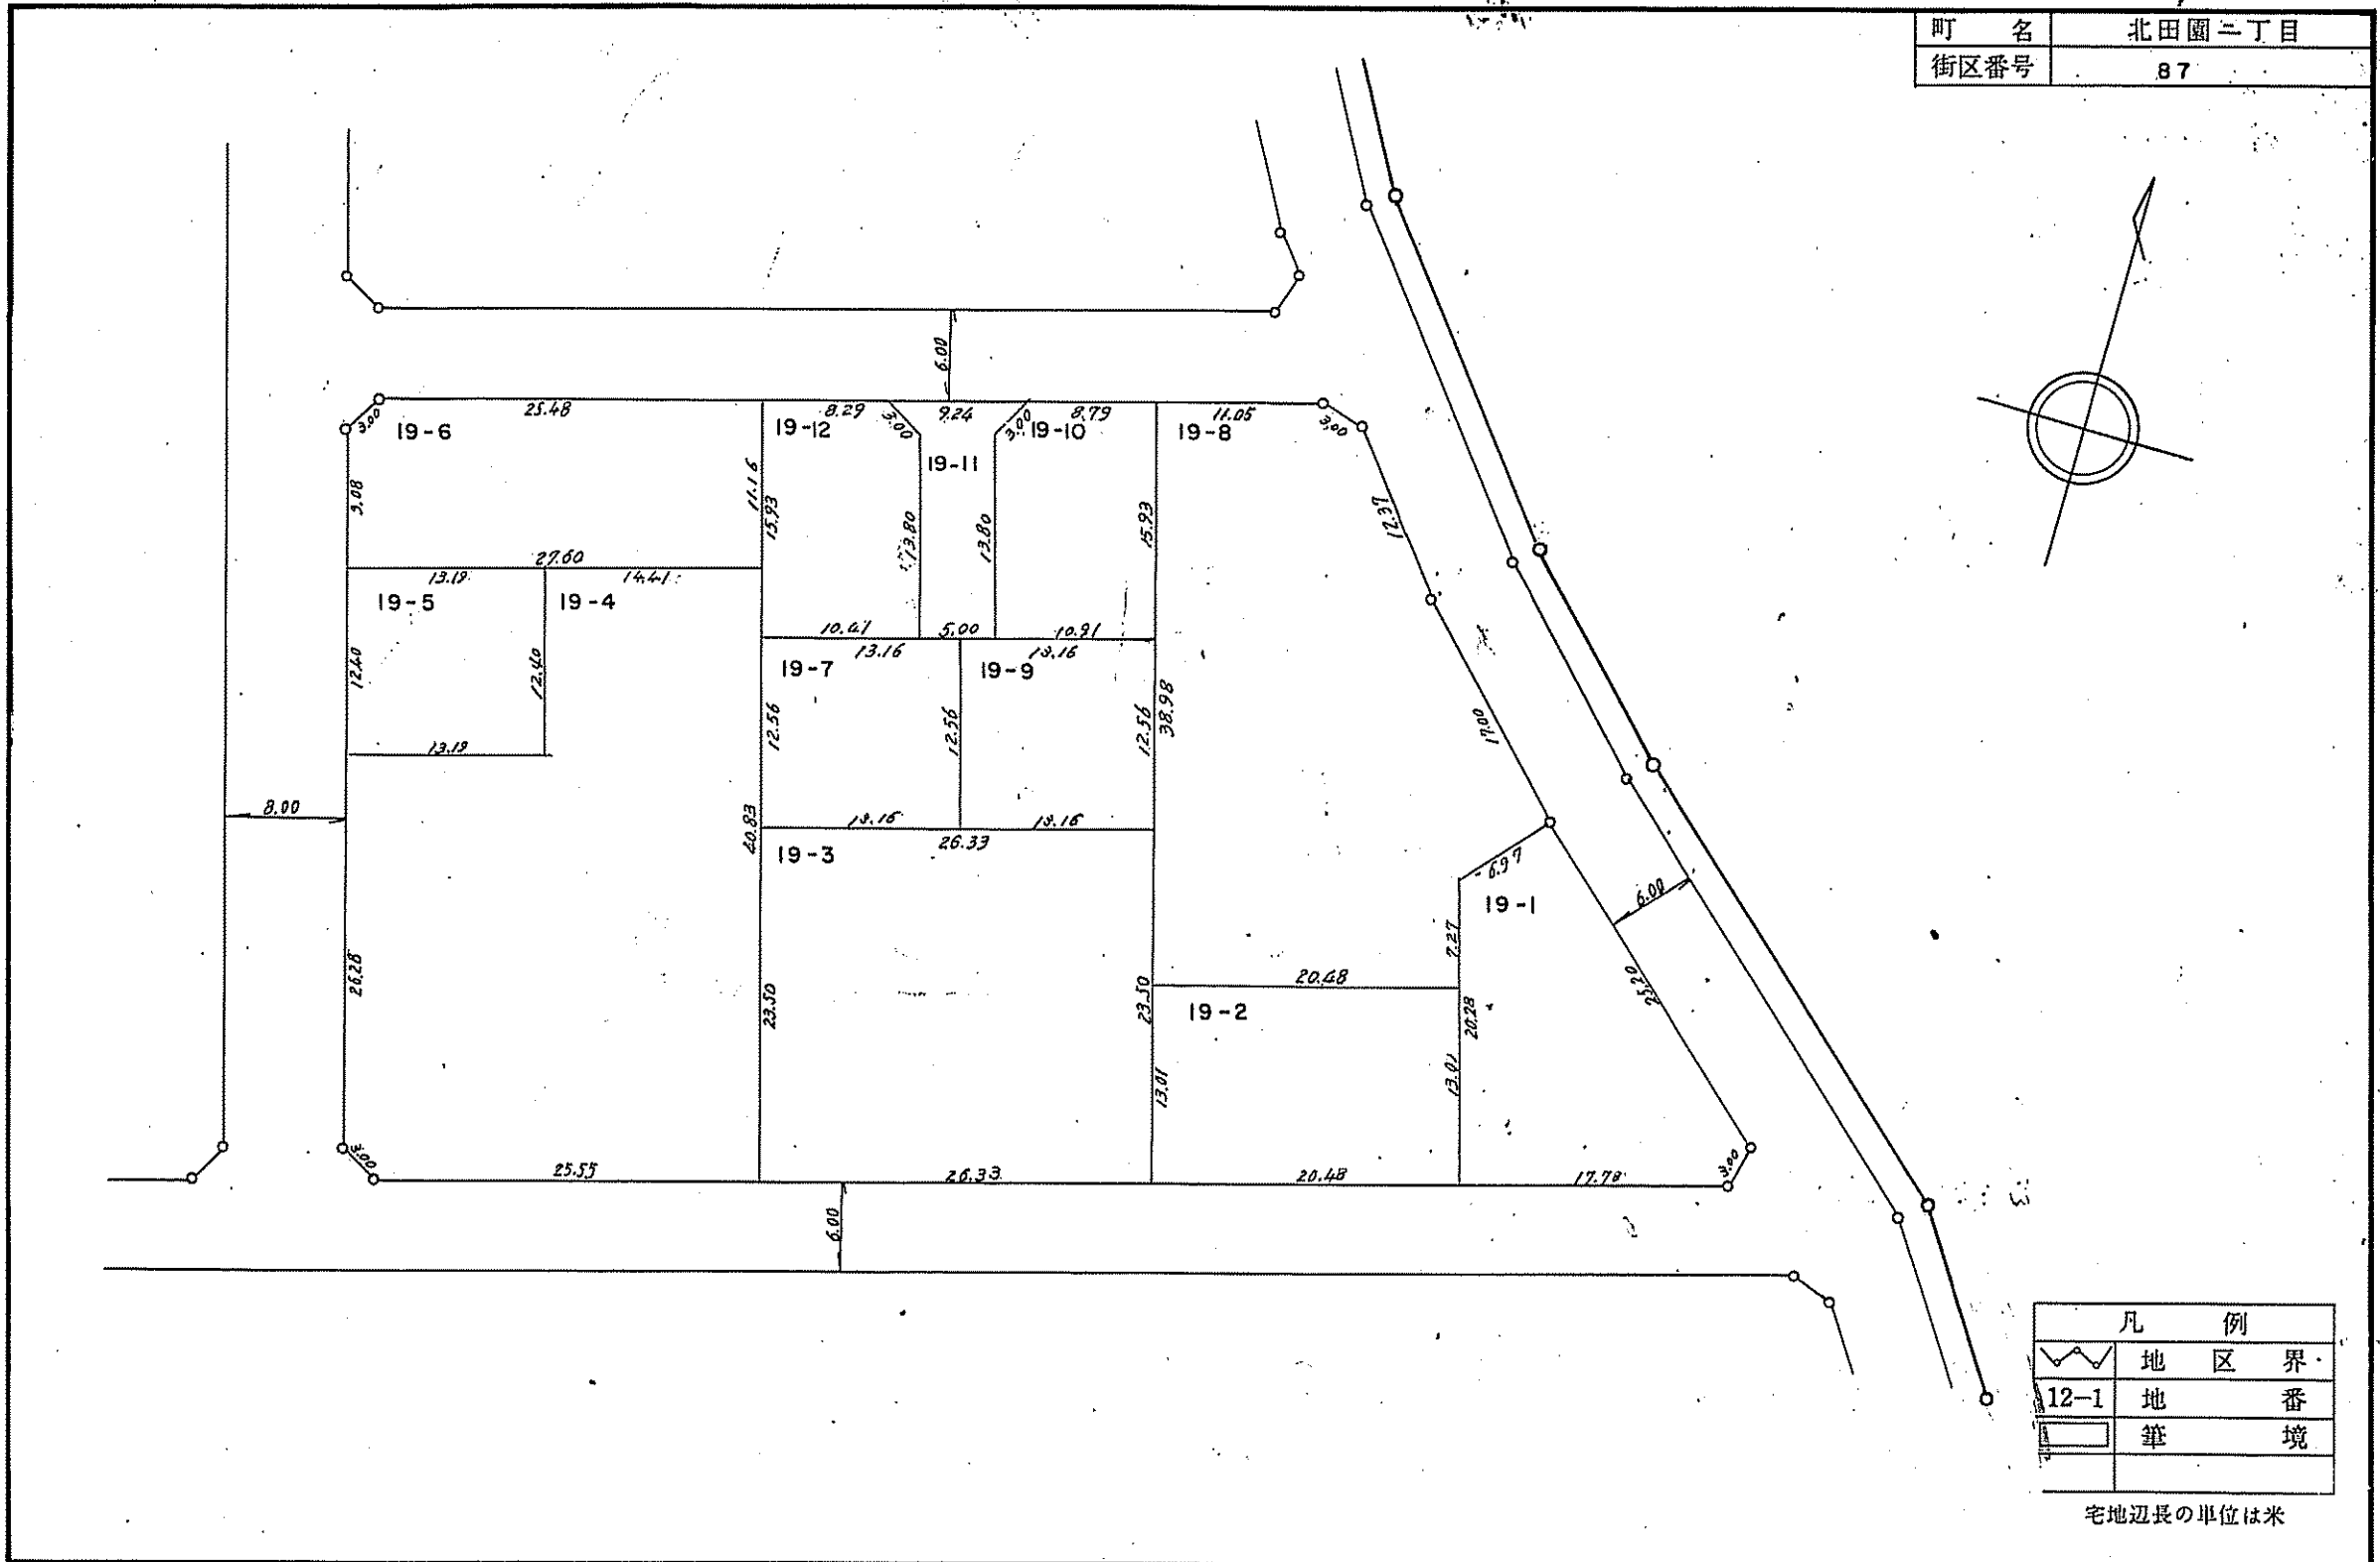 町 名 北田園二丁目
街区番号 87
6.00
3.00 25.48 8.29 3.00 9.24 3.00 8.79 11.05 3.00
19-6 19-12 19-10 19-8
19-11
9.08 11.16 15.93 13.80 13.80 15.93 12.37
27.60
13.19 14.41
19-5 19-4
10.41 5.00 10.91
13.16 13.16
19-7 19-9
12.40 12.40 12.56 12.56 12.56 38.98 17.00
13.19
8.00 40.83 13.16 13.16
26.33
19-3
6.97
19-1 6.00
26.28 23.50 23.50 7.27 25.20
20.48
19-2
20.28
13.01 13.01
3.00 25.55 26.33 20.48 17.78 3.00
6.00
凡 例
地 区 界
12-1 地 番
筆 境
宅地辺長の単位は米